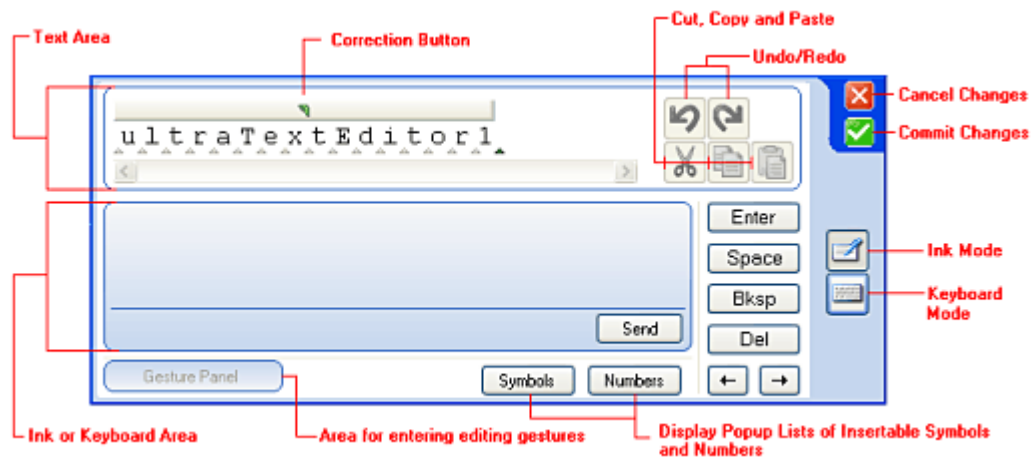 Cut, Copy and Paste
Text Area
Correction Button
Undo/Redo
Cancel Changes
ultraTextEditor1
Commit Changes
Enter
Space
Ink Mode
Bksp
Keyboard
Mode
Send
Del
Gesture Panel
Symbols
Numbers
Ink or Keyboard Area
Area for entering editing gestures
Display Popup Lists of Insertable Symbols
and Numbers